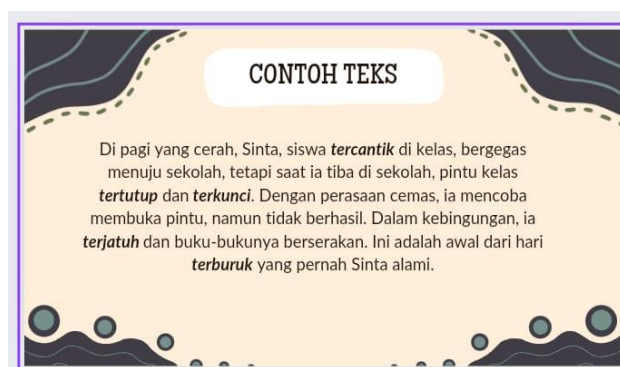 CONTOH TEKS
Di pagi yang cerah, Sinta, siswa tercantik di kelas, bergegas
menuju sekolah, tetapi saat ia tiba di sekolah, pintu kelas
tertutup dan terkunci. Dengan perasaan cemas, ia mencoba
membuka pintu, namun tidak berhasil. Dalam kebingungan, ia
terjatuh dan buku-bukunya berserakan. Ini adalah awal dari hari
terburuk yang pernah Sinta alami.